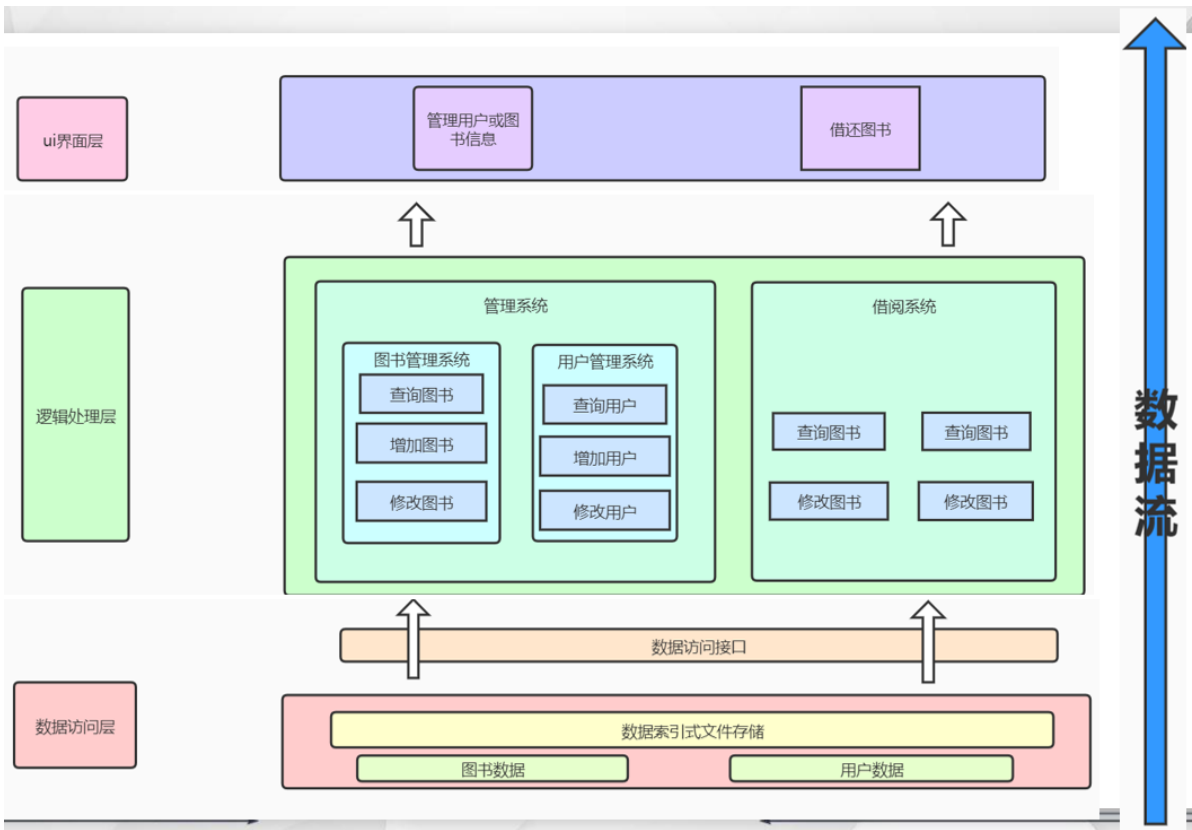 ui界面层
管理用户或图
书信息
借还图书
逻辑处理层
管理系统
图书管理系统
查询图书
增加图书
修改图书
用户管理系统
查询用户
增加用户
修改用户
借阅系统
查询图书
查询图书
修改图书
修改图书
数据访问接口
数据访问层
数据索引式文件存储
图书数据
用户数据
数
据
流